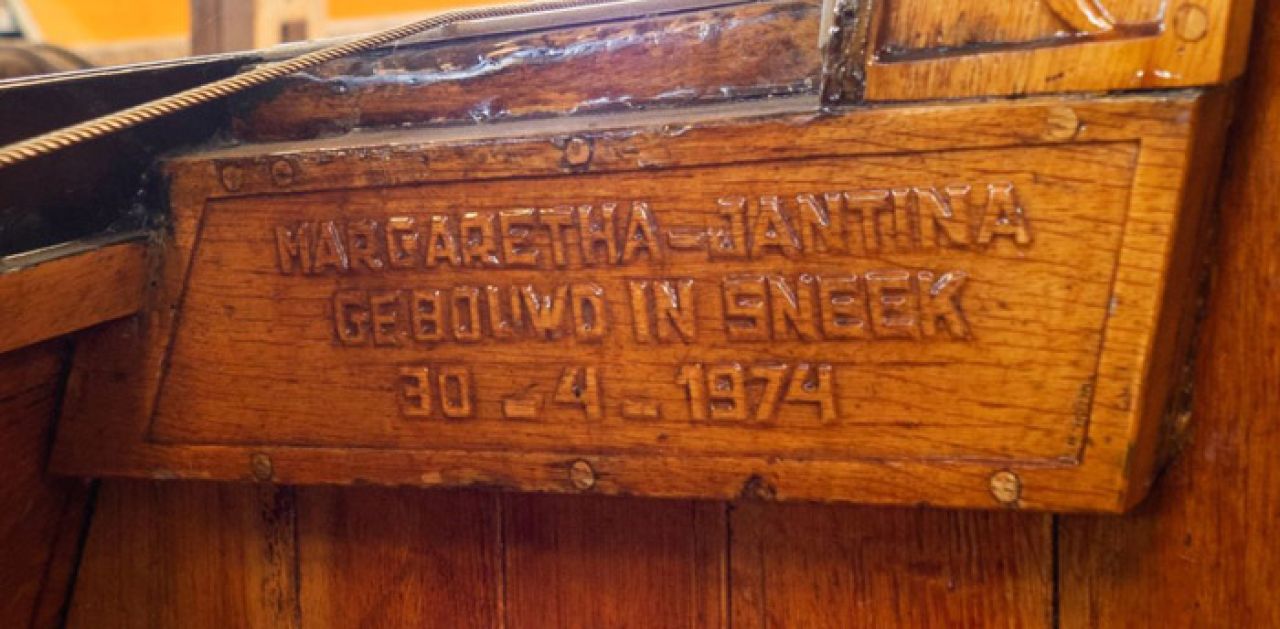 MARGARETHA-JANTINA
GEBOUWD IN SNEEK
30-4-1974